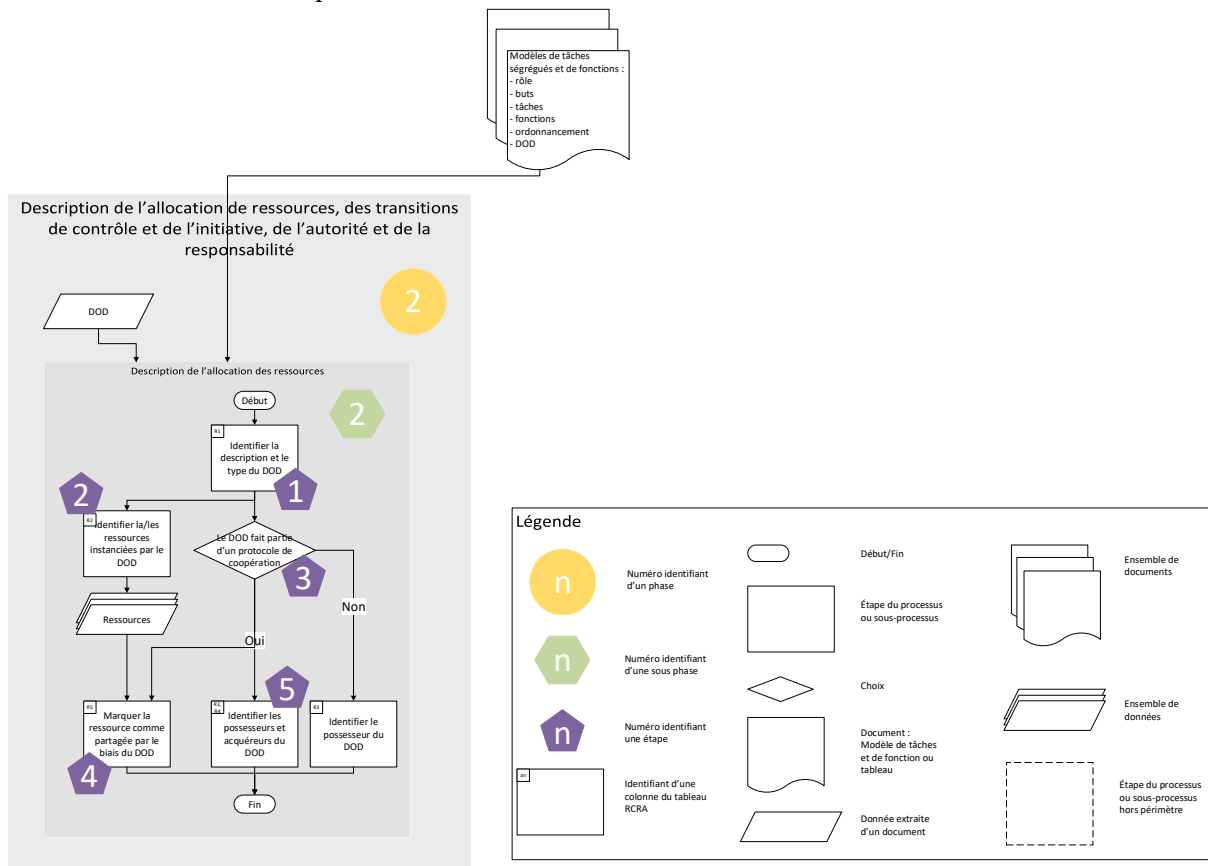 Modèles de tâches
ségrégués et de fonctions :
- rôle
- buts
- tâches
- fonctions
- ordonnancement
- DOD
Description de l’allocation de ressources, des transitions
de contrôle et de l’initiative, de l’autorité et de la
responsabilité
2
DOD
Description de l’allocation des ressources
Début
2
R1
Identifier la
description et le
type du DOD
1
2
R2
Identifier la/les
ressources
instanciées par le
DOD
Le DOD fait partie
d’un protocole de
coopération
3
Ressources
Non
Oui
5
R5
Marquer la
ressource comme
partagée par le
biais du DOD
4
R3,
R4
Identifier les
possesseurs et
acquéreurs du
DOD
R3
Identifier le
possesseur du
DOD
Fin
Légende
n
Numéro identifiant
d’un phase
n
Numéro identifiant
d’une sous phase
n
Numéro identifiant
une étape
an
Identifiant d’une
colonne du tableau
RCRA
Début/Fin
Étape du processus
ou sous-processus
Choix
Document :
Modèle de tâches
et de fonction ou
tableau
Donnée extraite
d’un document
Ensemble de
documents
Ensemble de
données
Étape du processus
ou sous-processus
hors périmètre